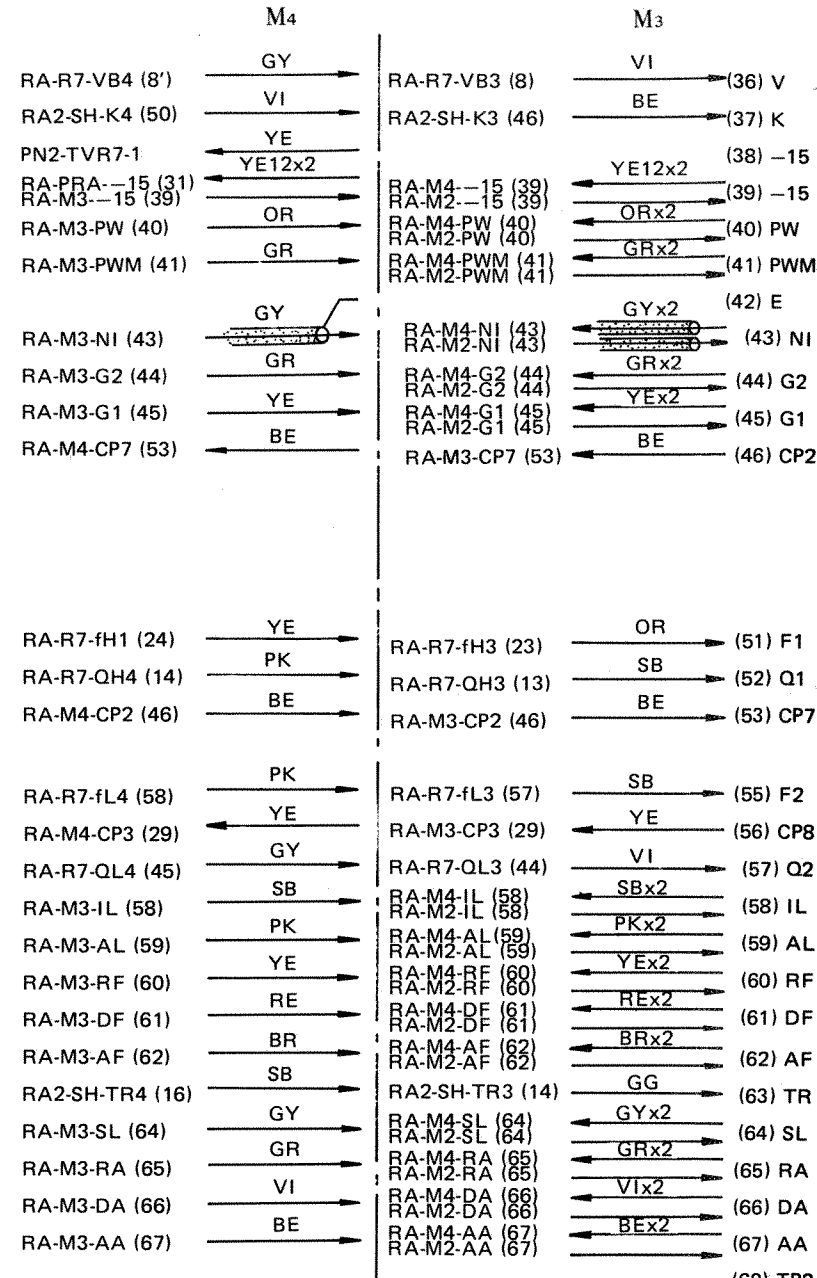 M4 M3
GY VI
RA-R7-VB4 (8') RA-R7-VB3 (8) (36) V
VI BE
RA2-SH-K4 (50) RA2-SH-K3 (46) (37) K
YE
PN2-TVR7-1 (38) −15
YE12x2 YE12x2
RA-PRA-−15 (31) RA-M4-−15 (39) (39) −15
RA-M3-−15 (39) RA-M2-−15 (39)
OR ORx2
RA-M3-PW (40) RA-M4-PW (40) (40) PW
RA-M2-PW (40)
GR GRx2
RA-M3-PWM (41) RA-M4-PWM (41) (41) PWM
RA-M2-PWM (41)
(42) E
GY GYx2
RA-M3-NI (43) RA-M4-NI (43) (43) NI
RA-M2-NI (43)
GR GRx2
RA-M3-G2 (44) RA-M4-G2 (44) (44) G2
RA-M2-G2 (44)
YE YEx2
RA-M3-G1 (45) RA-M4-G1 (45) (45) G1
RA-M2-G1 (45)
BE BE
RA-M4-CP7 (53) RA-M3-CP7 (53) (46) CP2
YE OR
RA-R7-fH1 (24) RA-R7-fH3 (23) (51) F1
PK SB
RA-R7-QH4 (14) RA-R7-QH3 (13) (52) Q1
BE BE
RA-M4-CP2 (46) RA-M3-CP2 (46) (53) CP7
PK SB
RA-R7-fL4 (58) RA-R7-fL3 (57) (55) F2
YE YE
RA-M4-CP3 (29) RA-M3-CP3 (29) (56) CP8
GY VI
RA-R7-QL4 (45) RA-R7-QL3 (44) (57) Q2
SB SBx2
RA-M3-IL (58) RA-M4-IL (58) (58) IL
RA-M2-IL (58)
PK PKx2
RA-M3-AL (59) RA-M4-AL(59) (59) AL
RA-M2-AL (59)
YE YEx2
RA-M3-RF (60) RA-M4-RF (60) (60) RF
RA-M2-RF (60)
RE REx2
RA-M3-DF (61) RA-M4-DF (61) (61) DF
RA-M2-DF (61)
BR BRx2
RA-M3-AF (62) RA-M4-AF (62) (62) AF
RA-M2-AF (62)
SB GG
RA2-SH-TR4 (16) RA2-SH-TR3 (14) (63) TR
GY GYx2
RA-M3-SL (64) RA-M4-SL (64) (64) SL
RA-M2-SL (64)
GR GRx2
RA-M3-RA (65) RA-M4-RA (65) (65) RA
RA-M2-RA (65)
VI VIx2
RA-M3-DA (66) RA-M4-DA (66) (66) DA
RA-M2-DA (66)
BE BEx2
RA-M3-AA (67) RA-M4-AA (67) (67) AA
RA-M2-AA (67)